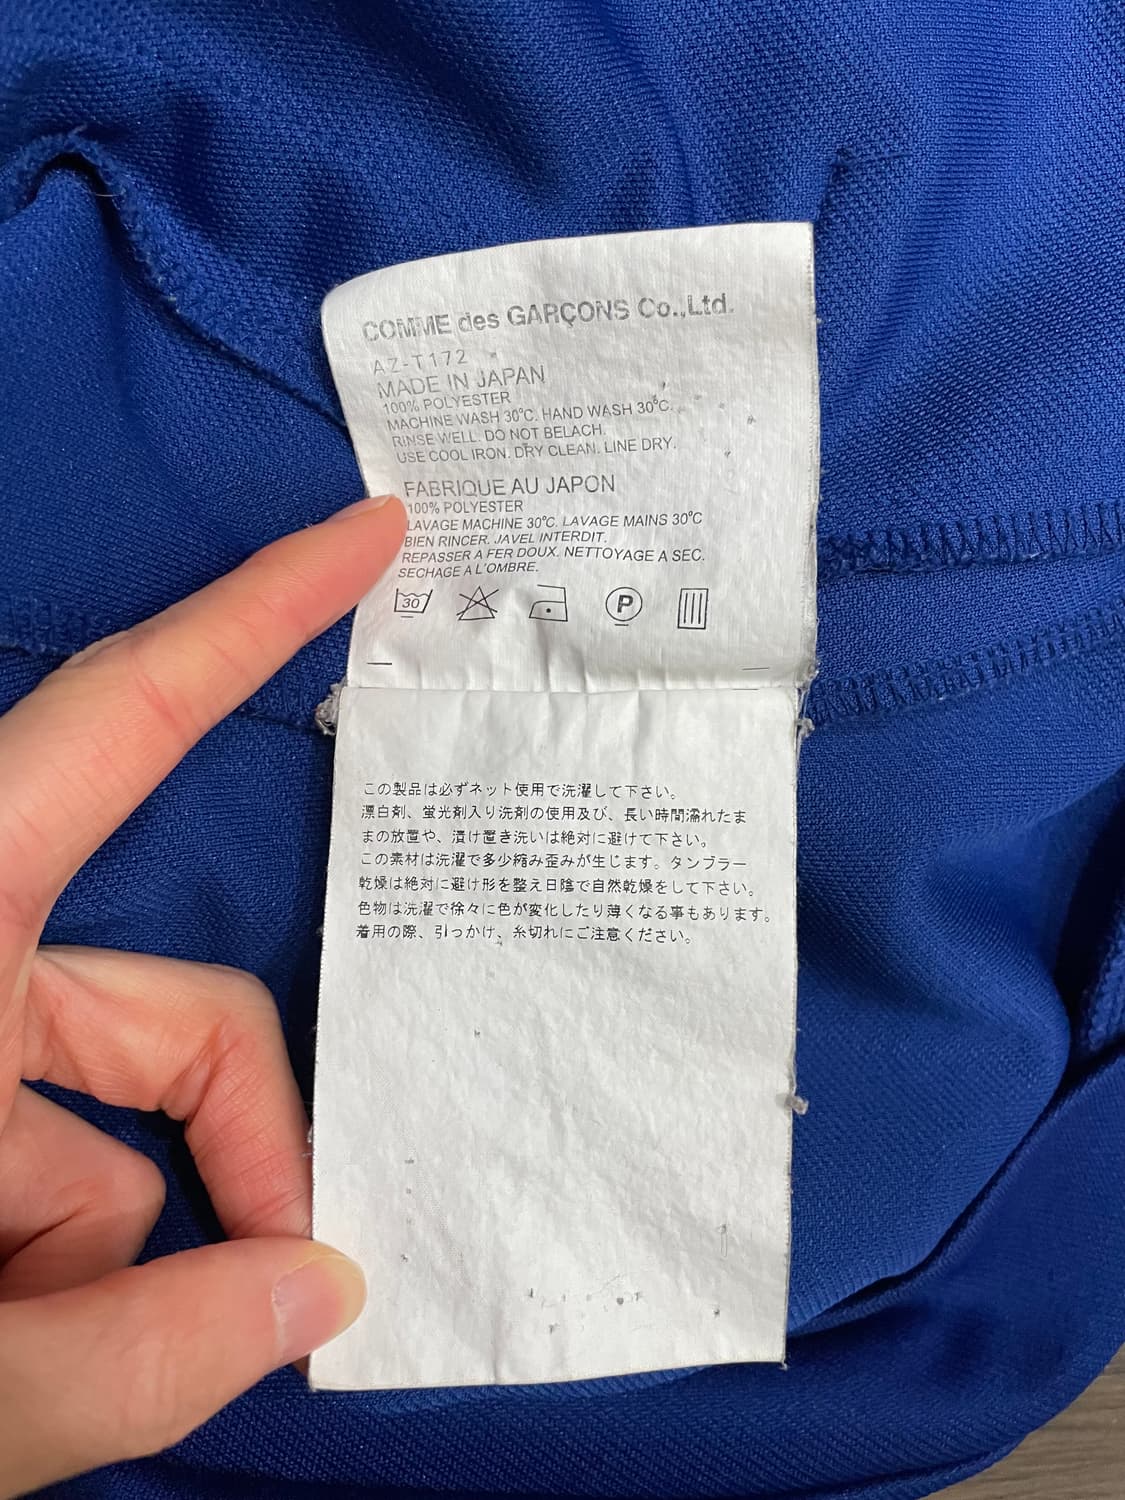 COMME des GARÇONS Co.,Ltd.
AZ-T172
MADE IN JAPAN
100% POLYESTER
MACHINE WASH 30°C. HAND WASH 30°C.
RINSE WELL. DO NOT BELACH.
USE COOL IRON. DRY CLEAN. LINE DRY.
FABRIQUE AU JAPON
100% POLYESTER
LAVAGE MACHINE 30°C. LAVAGE MAINS 30°C
BIEN RINCER. JAVEL INTERDIT.
REPASSER A FER DOUX. NETTOYAGE A SEC.
SECHAGE A L'OMBRE.
30 P
この製品は必ずネット使用で洗濯して下さい。
漂白剤、蛍光剤入り洗剤の使用及び、長い時間濡れたま
まの放置や、漬け置き洗いは絶対に避けて下さい。
この素材は洗濯で多少縮み歪みが生じます。タンブラー
乾燥は絶対に避け形を整え日陰で自然乾燥をして下さい。
色物は洗濯で徐々に色が変化したり薄くなる事もあります。
着用の際、引っかけ、糸切れにご注意ください。